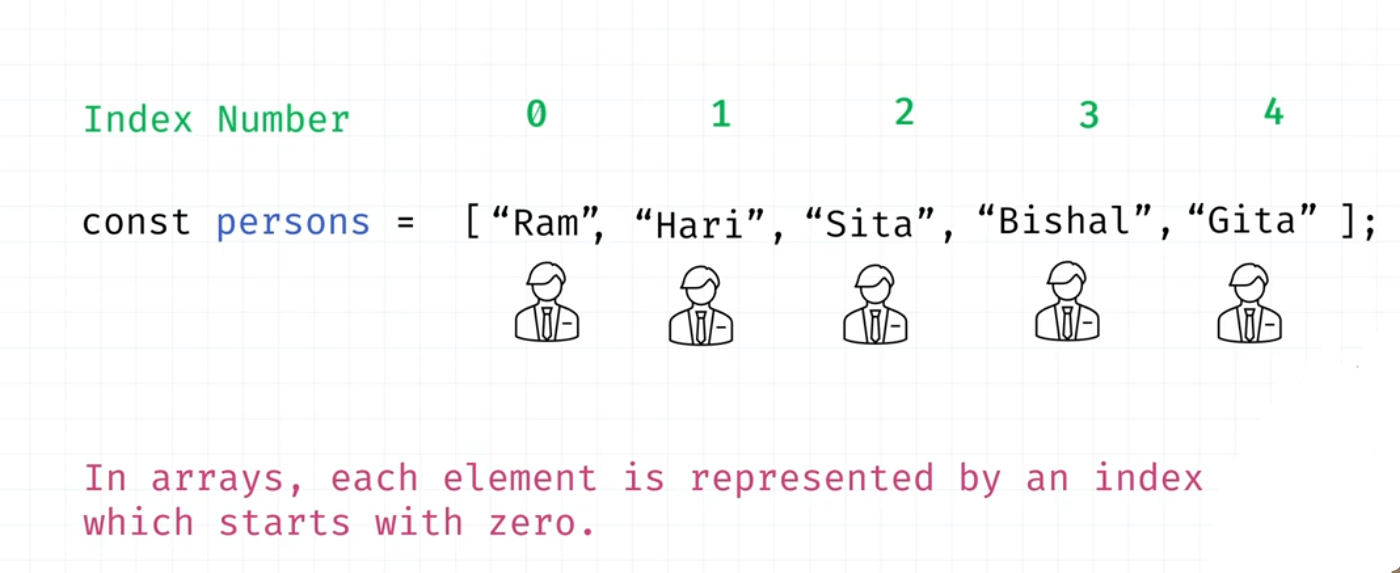 Index Number 0 1 2 3 4
const persons = [“Ram”, “Hari”, “Sita”, “Bishal”, “Gita” ];
In arrays, each element is represented by an index
which starts with zero.